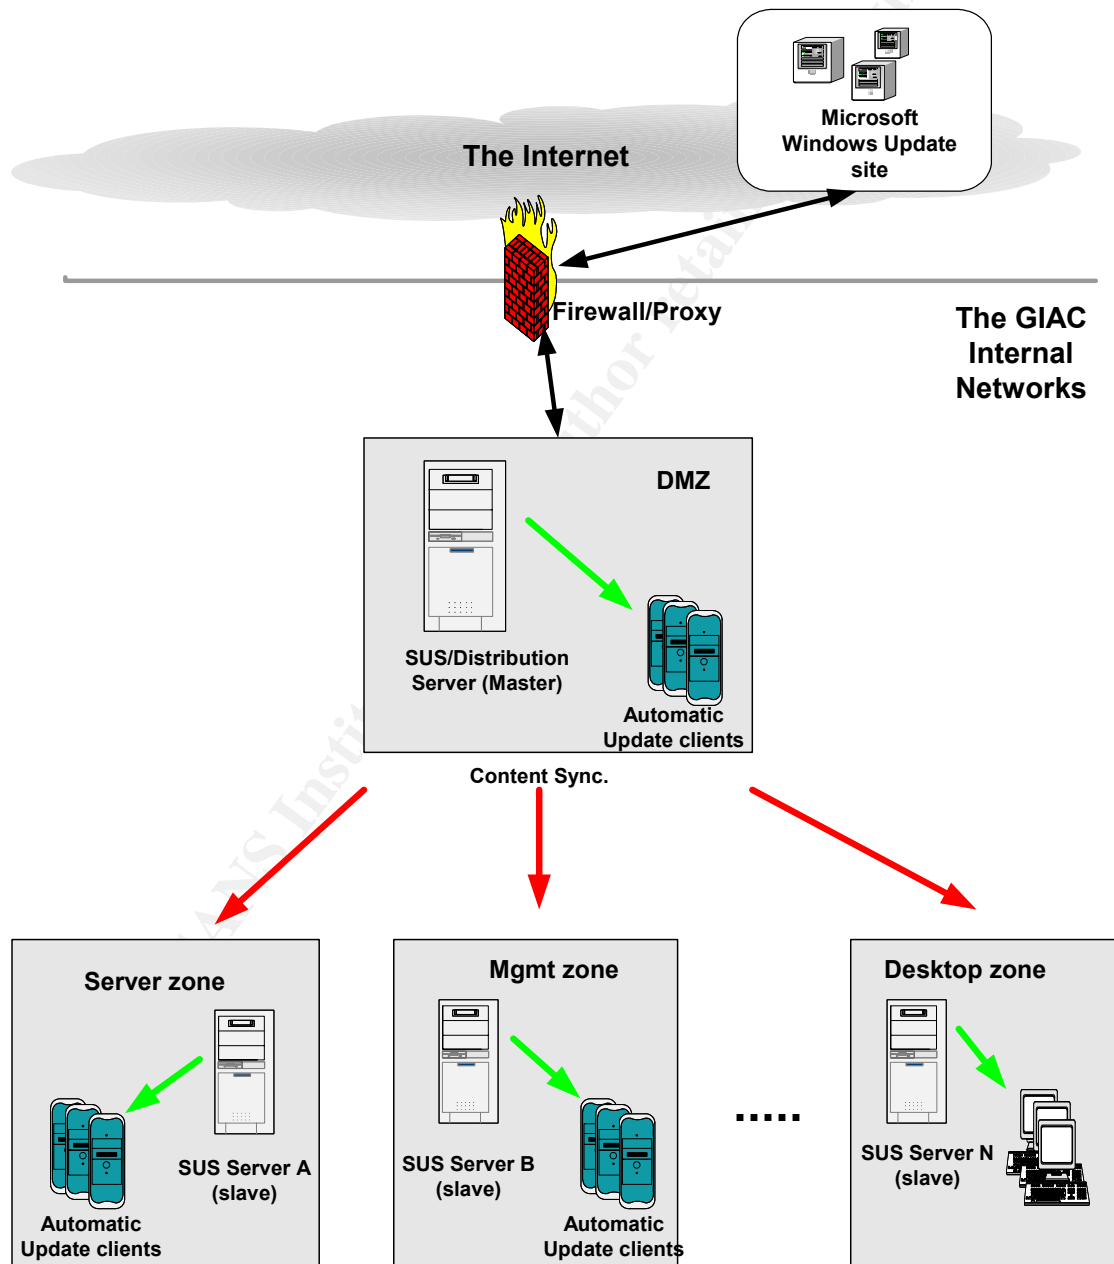 Microsoft
Windows Update
site
The Internet
Firewall/Proxy
The GIAC
Internal
Networks
DMZ
SUS/Distribution
Server (Master)
Automatic
Update clients
Content Sync.
Server zone
SUS Server A
(slave)
Automatic
Update clients
Mgmt zone
SUS Server B
(slave)
Automatic
Update clients
.....
Desktop zone
SUS Server N
(slave)